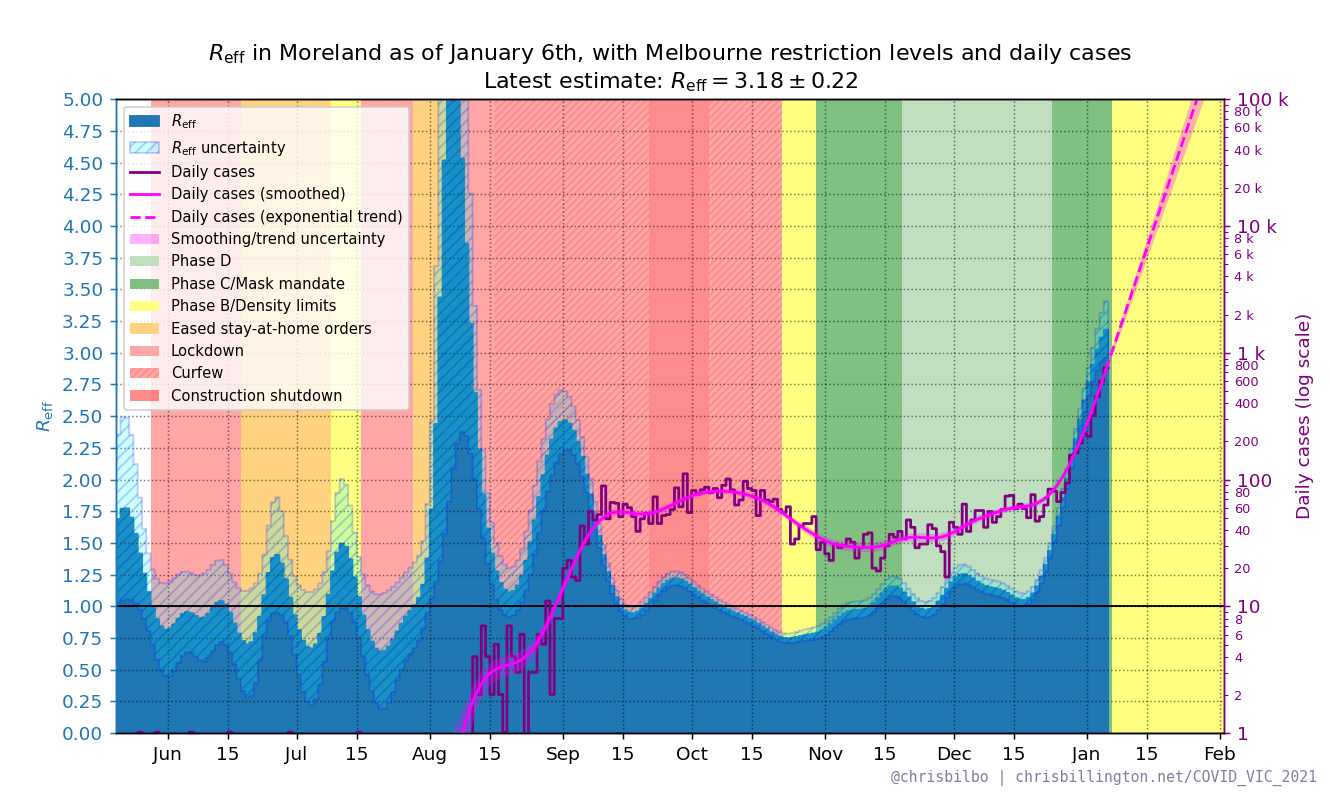 R_eff in Moreland as of January 6th, with Melbourne restriction levels and daily cases
Latest estimate: R_eff = 3.18 ± 0.22
5.00
4.75
4.50
4.25
4.00
3.75
3.50
3.25
3.00
2.75
2.50
2.25
2.00
1.75
1.50
1.25
1.00
0.75
0.50
0.25
0.00
R_eff
R_eff
R_eff uncertainty
Daily cases
Daily cases (smoothed)
Daily cases (exponential trend)
Smoothing/trend uncertainty
Phase D
Phase C/Mask mandate
Phase B/Density limits
Eased stay-at-home orders
Lockdown
Curfew
Construction shutdown
100 k
80 k
60 k
40 k
20 k
10 k
8 k
6 k
4 k
2 k
1 k
800
600
400
200
100
80
60
40
20
10
8
6
4
2
1
Daily cases (log scale)
Jun 15 Jul 15 Aug 15 Sep 15 Oct 15 Nov 15 Dec 15 Jan 15 Feb
@chrisbilbo | chrisbillington.net/COVID_VIC_2021